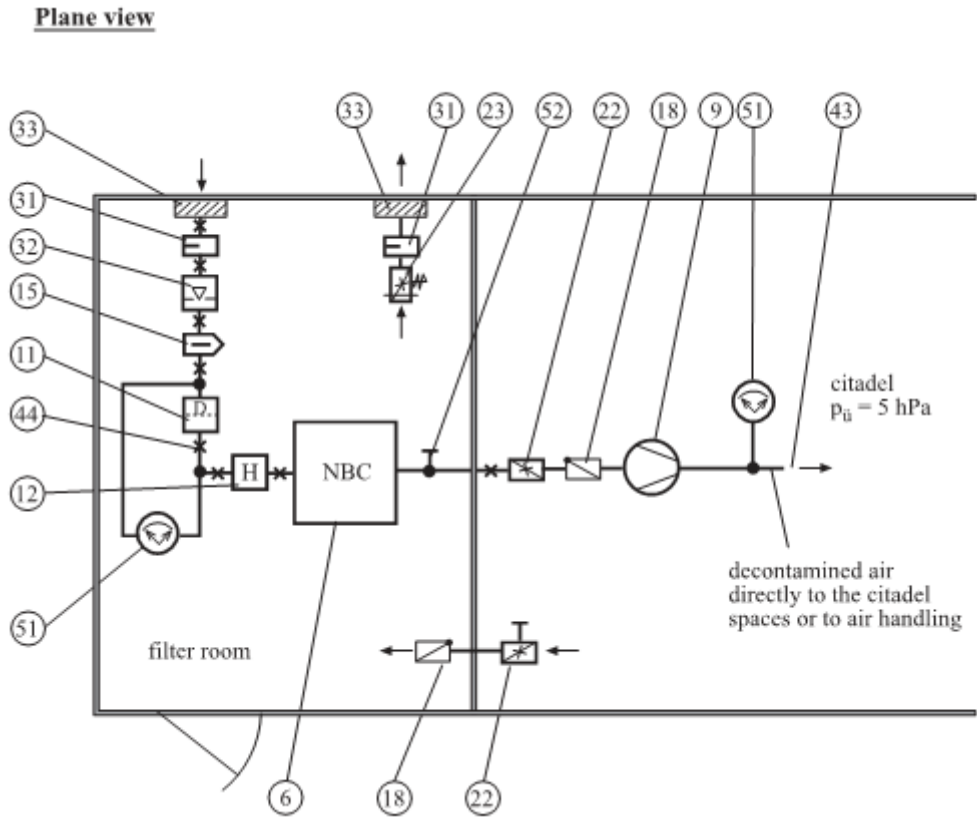 Plane view
33 31 23 52 22 18 9 51 43
33
31
32
15
11
44
12
51
H
NBC
citadel
pü = 5 hPa
decontamined air
directly to the citadel
spaces or to air handling
filter room
6 18 22